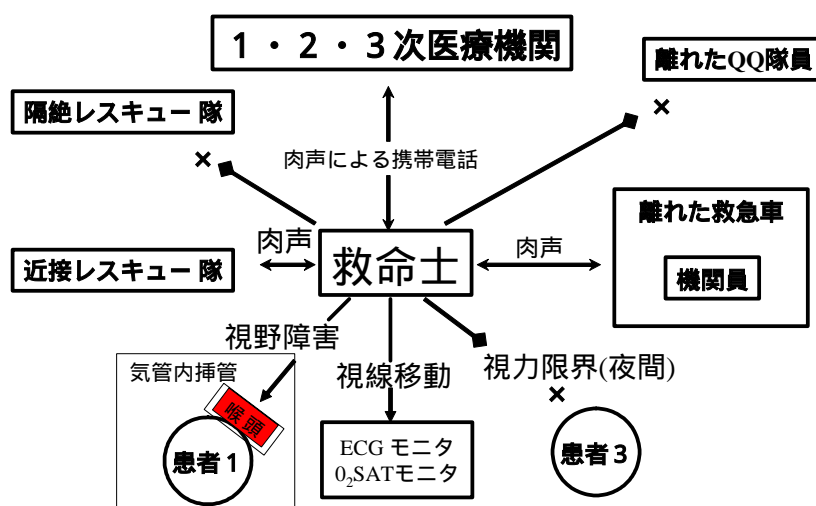 1・2・3次医療機関
離れたQQ隊員
隔絶レスキュー隊
×
×
肉声による携帯電話
離れた救急車
機関員
肉声
肉声
近接レスキュー隊
救命士
視野障害
視線移動
視力限界(夜間)
×
気管内挿管
喉頭
患者1
ECG モニタ
O₂SATモニタ
患者3